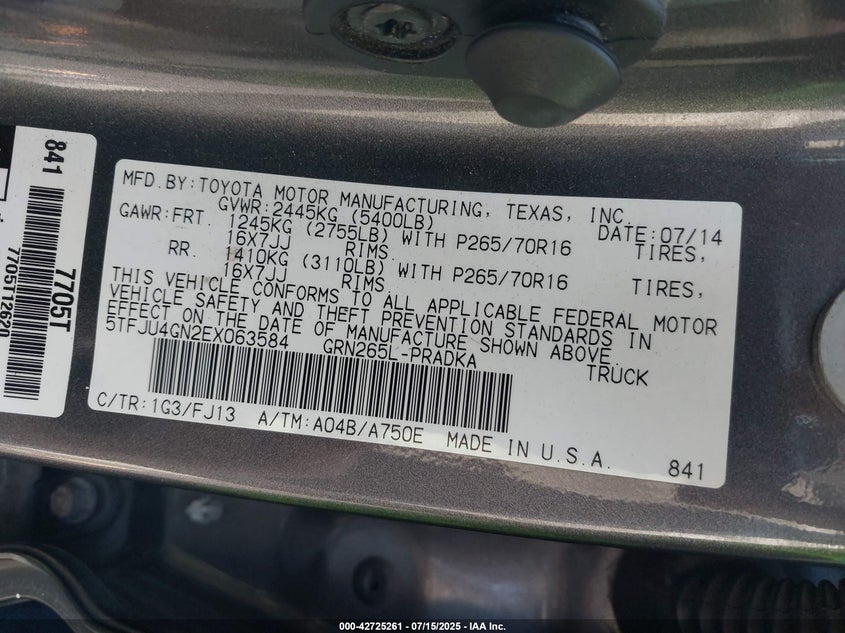 841
7705T
7705T12620
MFD.BY:TOYOTA MOTOR MANUFACTURING, TEXAS, INC.
GVWR:2445KG (5400LB) DATE:07/14
GAWR:FRT. 1245KG (2755LB) WITH P265/70R16 TIRES,
16X7JJ RIMS.
RR. 1410KG (3110LB) WITH P265/70R16 TIRES,
16X7JJ RIMS.
THIS VEHICLE CONFORMS TO ALL APPLICABLE FEDERAL MOTOR
VEHICLE SAFETY AND THEFT PREVENTION STANDARDS IN
EFFECT ON THE DATE OF MANUFACTURE SHOWN ABOVE.
5TFJU4GN2EX063584 GRN265L-PRADKA TRUCK
C/TR:1G3/FJ13 A/TM:A04B/A750E MADE IN U.S.A. 841
000-42725261 - 07/15/2025 - IAA Inc.